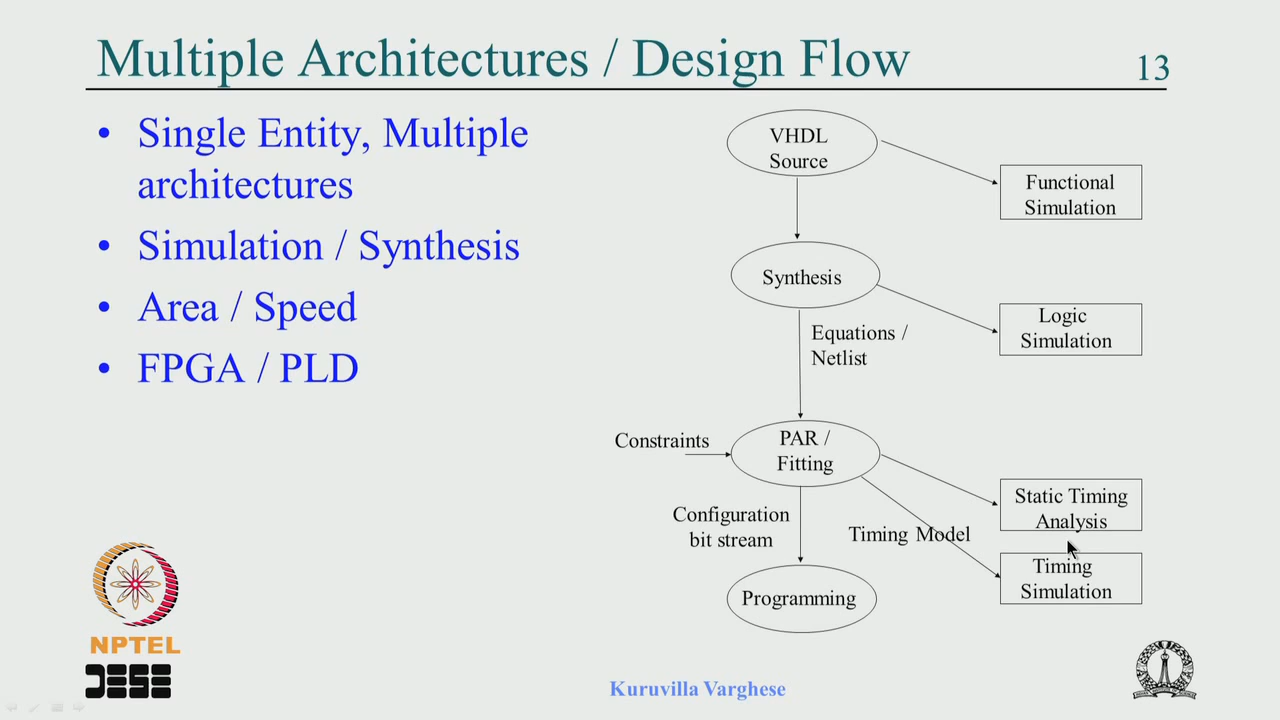 Multiple Architectures / Design Flow
13
• Single Entity, Multiple
architectures
• Simulation / Synthesis
• Area / Speed
• FPGA / PLD
VHDL
Source
Functional
Simulation
Synthesis
Logic
Simulation
Equations /
Netlist
Constraints
PAR /
Fitting
Static Timing
Analysis
Configuration
bit stream
Timing Model
Timing
Simulation
Programming
NPTEL
DESE
Kuruvilla Varghese